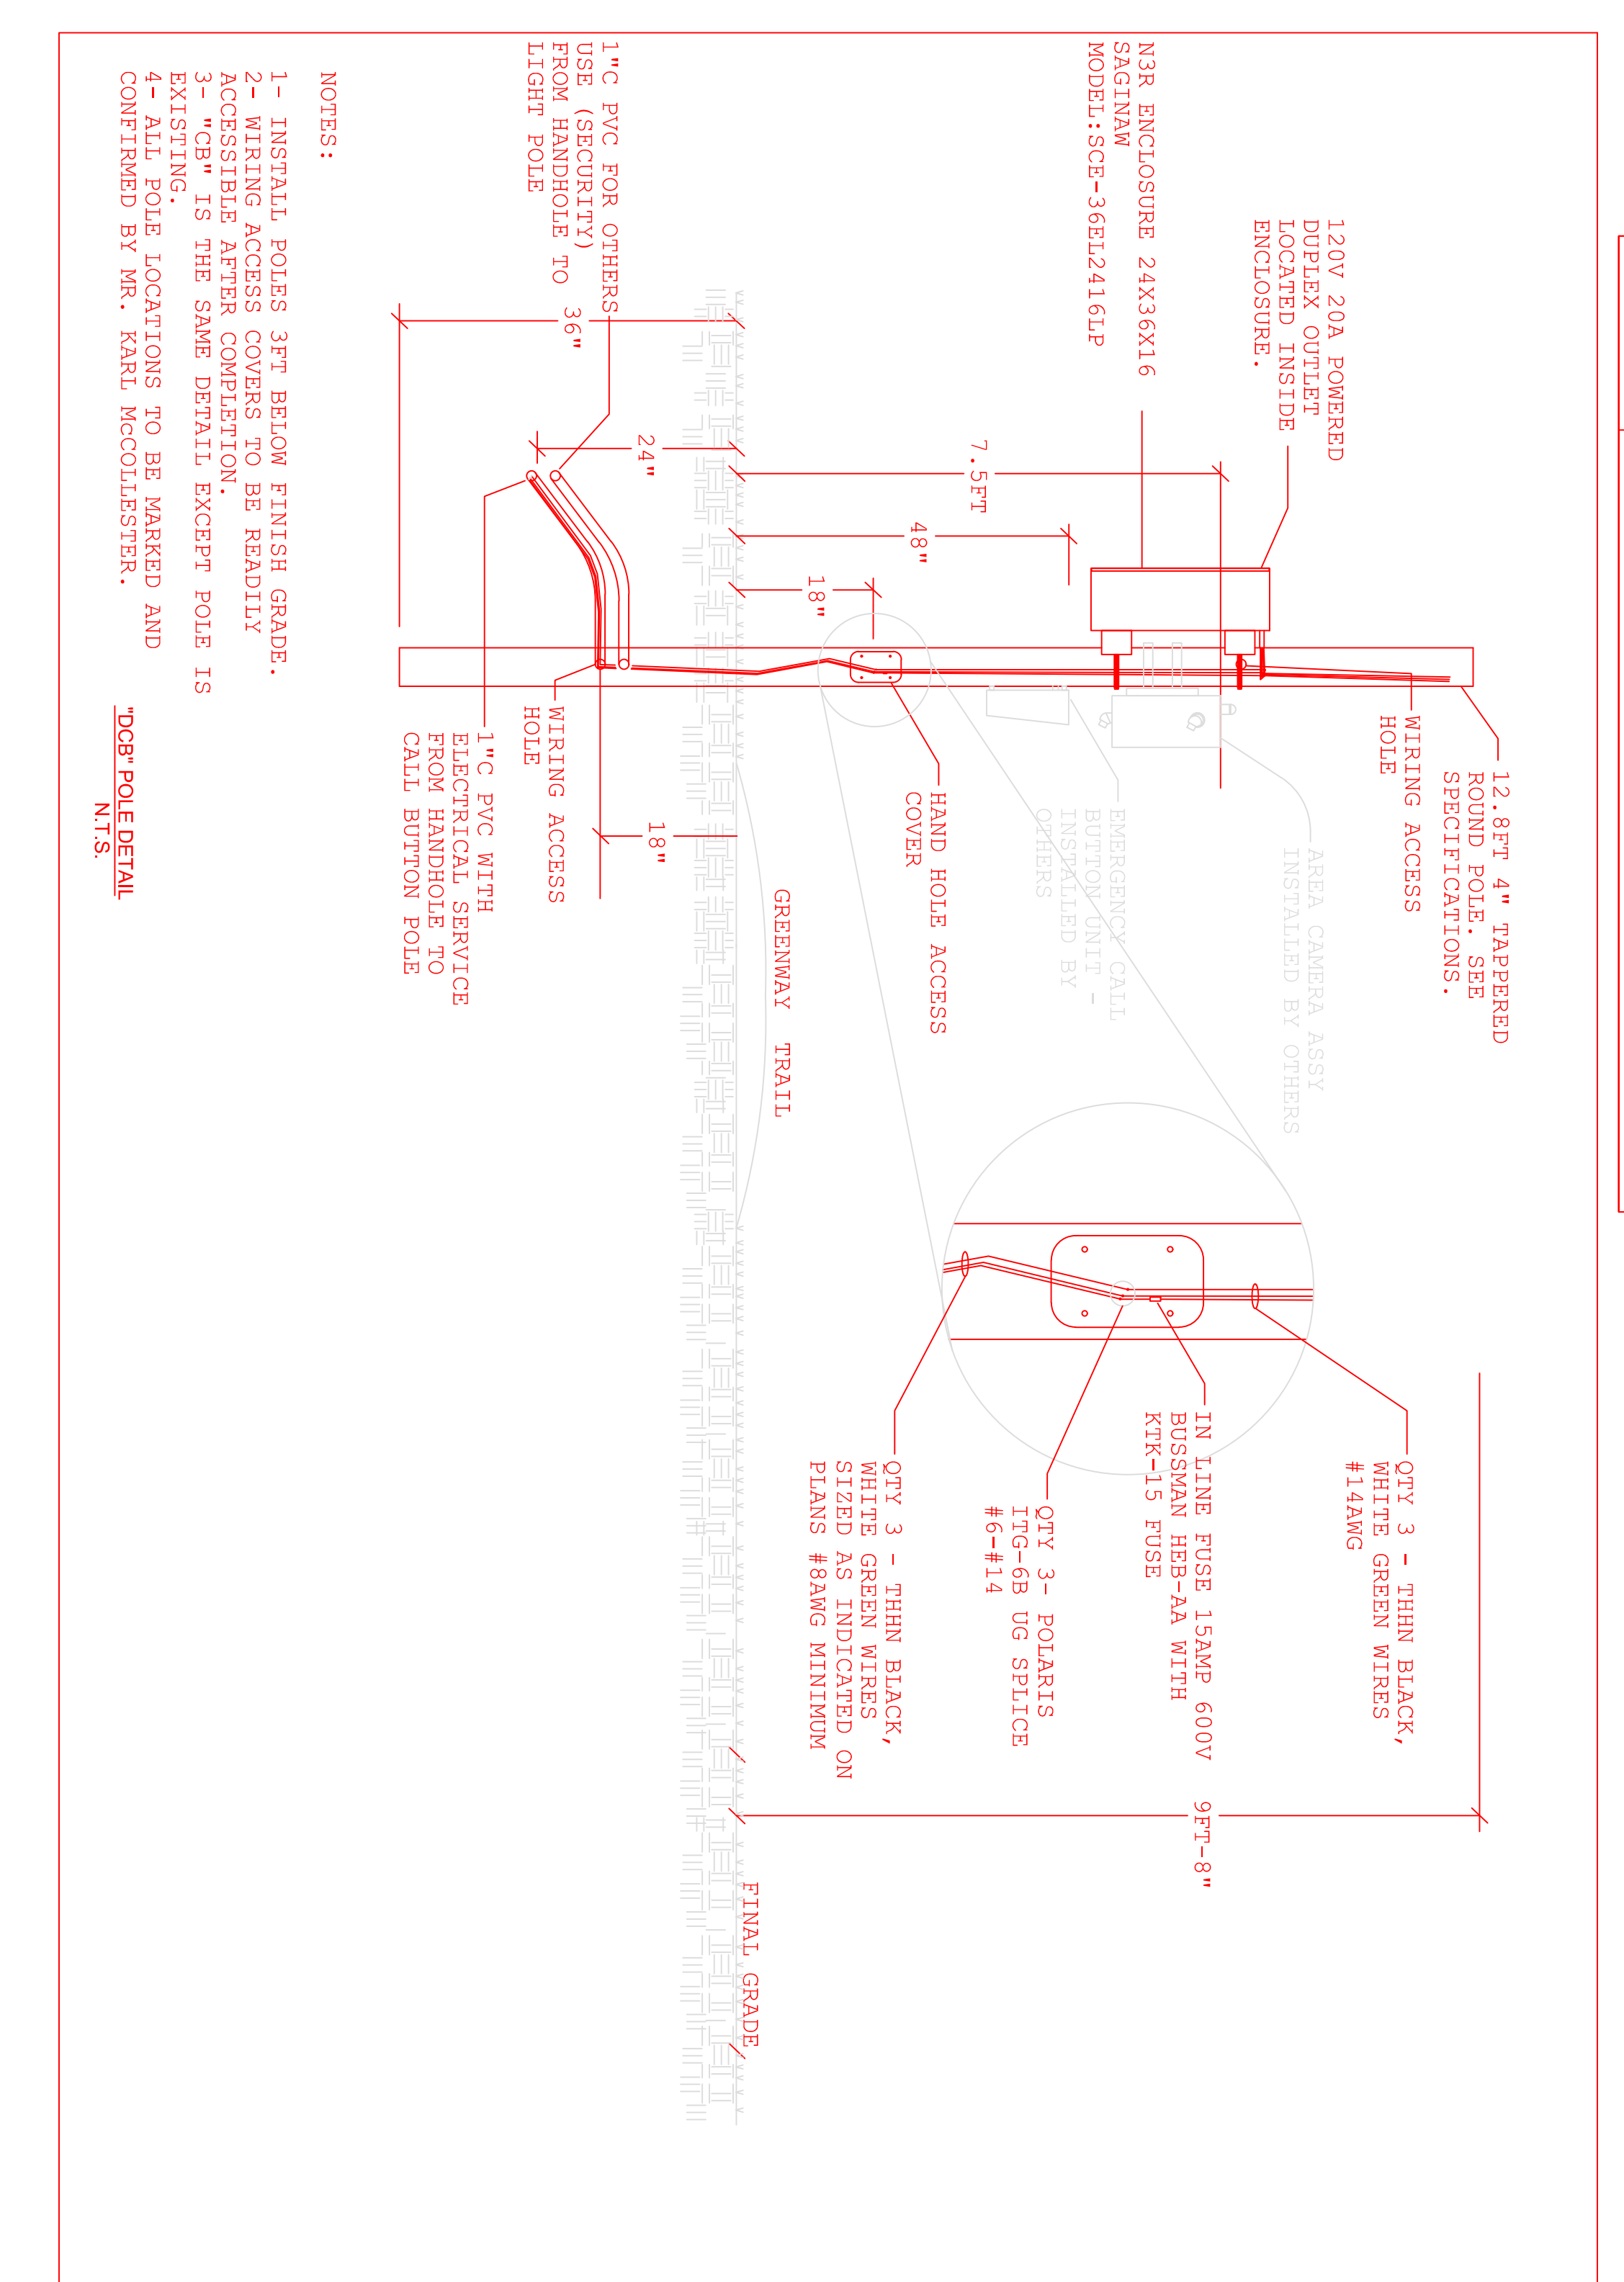 12.8FT 4" TAPPERED
ROUND POLE. SEE
SPECIFICATIONS.
WIRING ACCESS
HOLE
120V 20A POWERED
DUPLEX OUTLET
LOCATED INSIDE
ENCLOSURE.
N3R ENCLOSURE 24X36X16
SAGINAW
MODEL:SCE-36EL2416LP
AREA CAMERA ASSY
INSTALLED BY OTHERS
EMERGENCY CALL
BUTTON UNIT -
INSTALLED BY
OTHERS
HAND HOLE ACCESS
COVER
QTY 3 - THHN BLACK,
WHITE GREEN WIRES
#14AWG
IN LINE FUSE 15AMP 600V
BUSSMAN HEB-AA WITH
KTK-15 FUSE
QTY 3- POLARIS
ITG-6B UG SPLICE
#6-#14
QTY 3 - THHN BLACK,
WHITE GREEN WIRES
SIZED AS INDICATED ON
PLANS #8AWG MINIMUM
9FT-8"
7.5FT
48"
18"
GREENWAY TRAIL
FINAL GRADE
18"
24"
36"
1"C PVC FOR OTHERS
USE (SECURITY)
FROM HANDHOLE TO
LIGHT POLE
WIRING ACCESS
HOLE
1"C PVC WITH
ELECTRICAL SERVICE
FROM HANDHOLE TO
CALL BUTTON POLE
NOTES:
1- INSTALL POLES 3FT BELOW FINISH GRADE.
2- WIRING ACCESS COVERS TO BE READILY
ACCESSIBLE AFTER COMPLETION.
3- "CB" IS THE SAME DETAIL EXCEPT POLE IS
EXISTING.
4- ALL POLE LOCATIONS TO BE MARKED AND
CONFIRMED BY MR. KARL McCOLLESTER.
"DCB" POLE DETAIL
N.T.S.